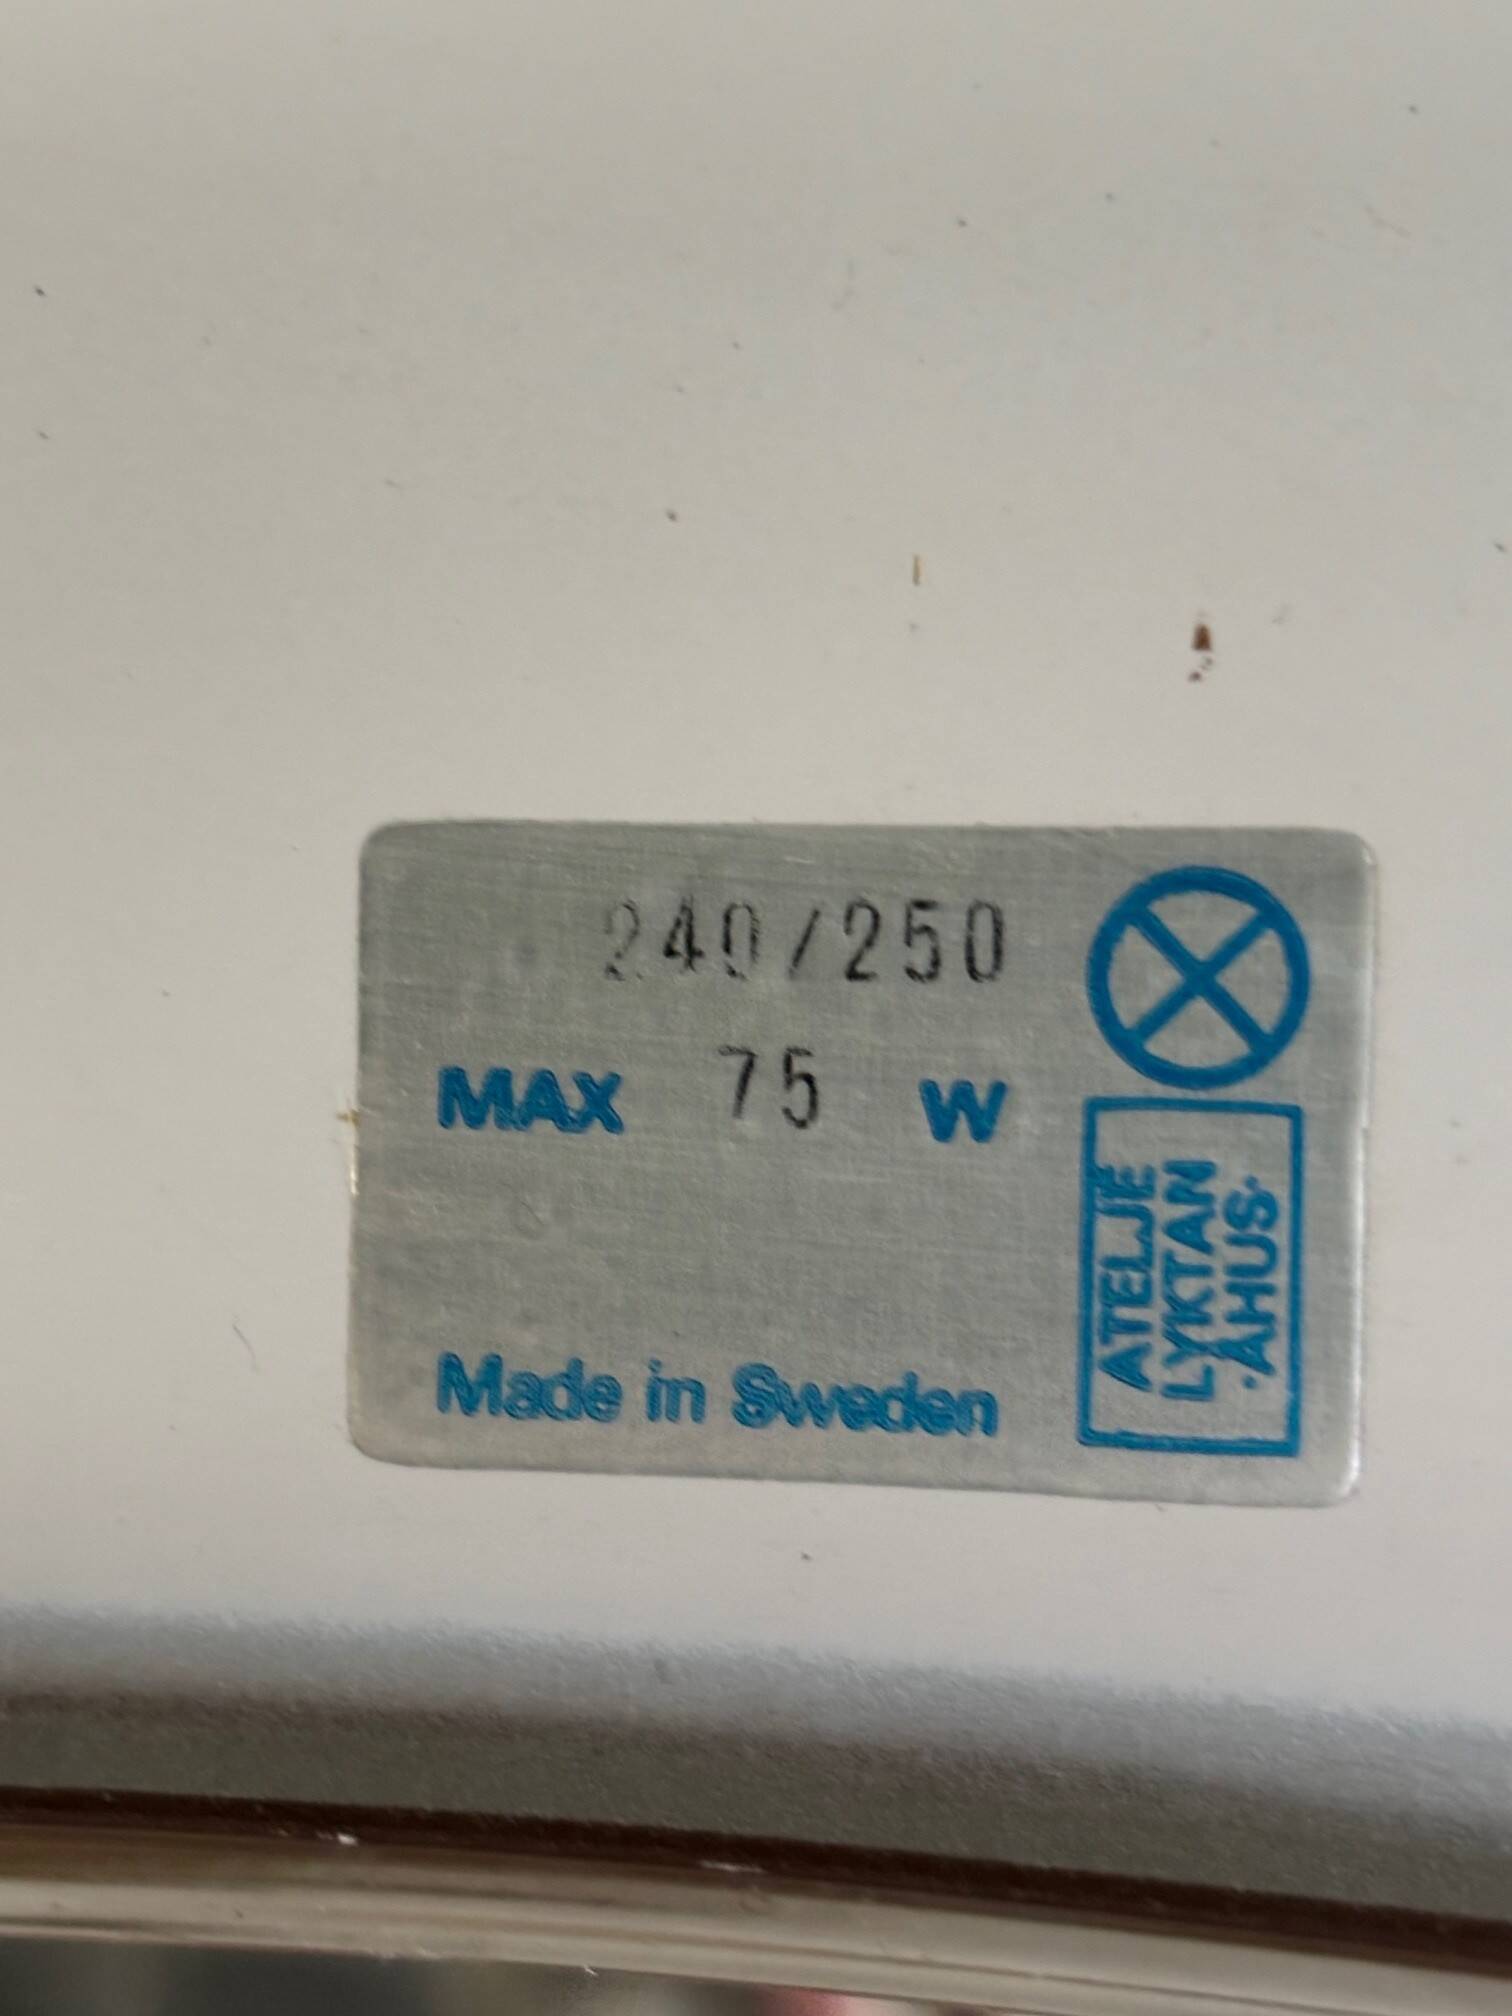 240/250
MAX 75 W
Made in Sweden
ATELJE
LYKTAN
·ÅHUS·